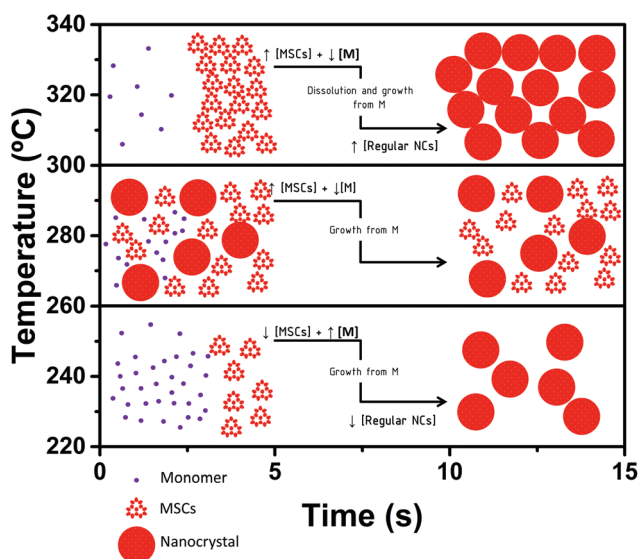 Temperature (ºC)
340
320
300
280
260
240
220
↑ [MSCs] + ↓ [M]
Dissolution and growth
from M
↑ [Regular NCs]
↑ [MSCs] + ↓[M]
Growth from M
↓ [MSCs] + ↑ [M]
Growth from M
↓ [Regular NCs]
0
5
10
15
Time (s)
Monomer
MSCs
Nanocrystal